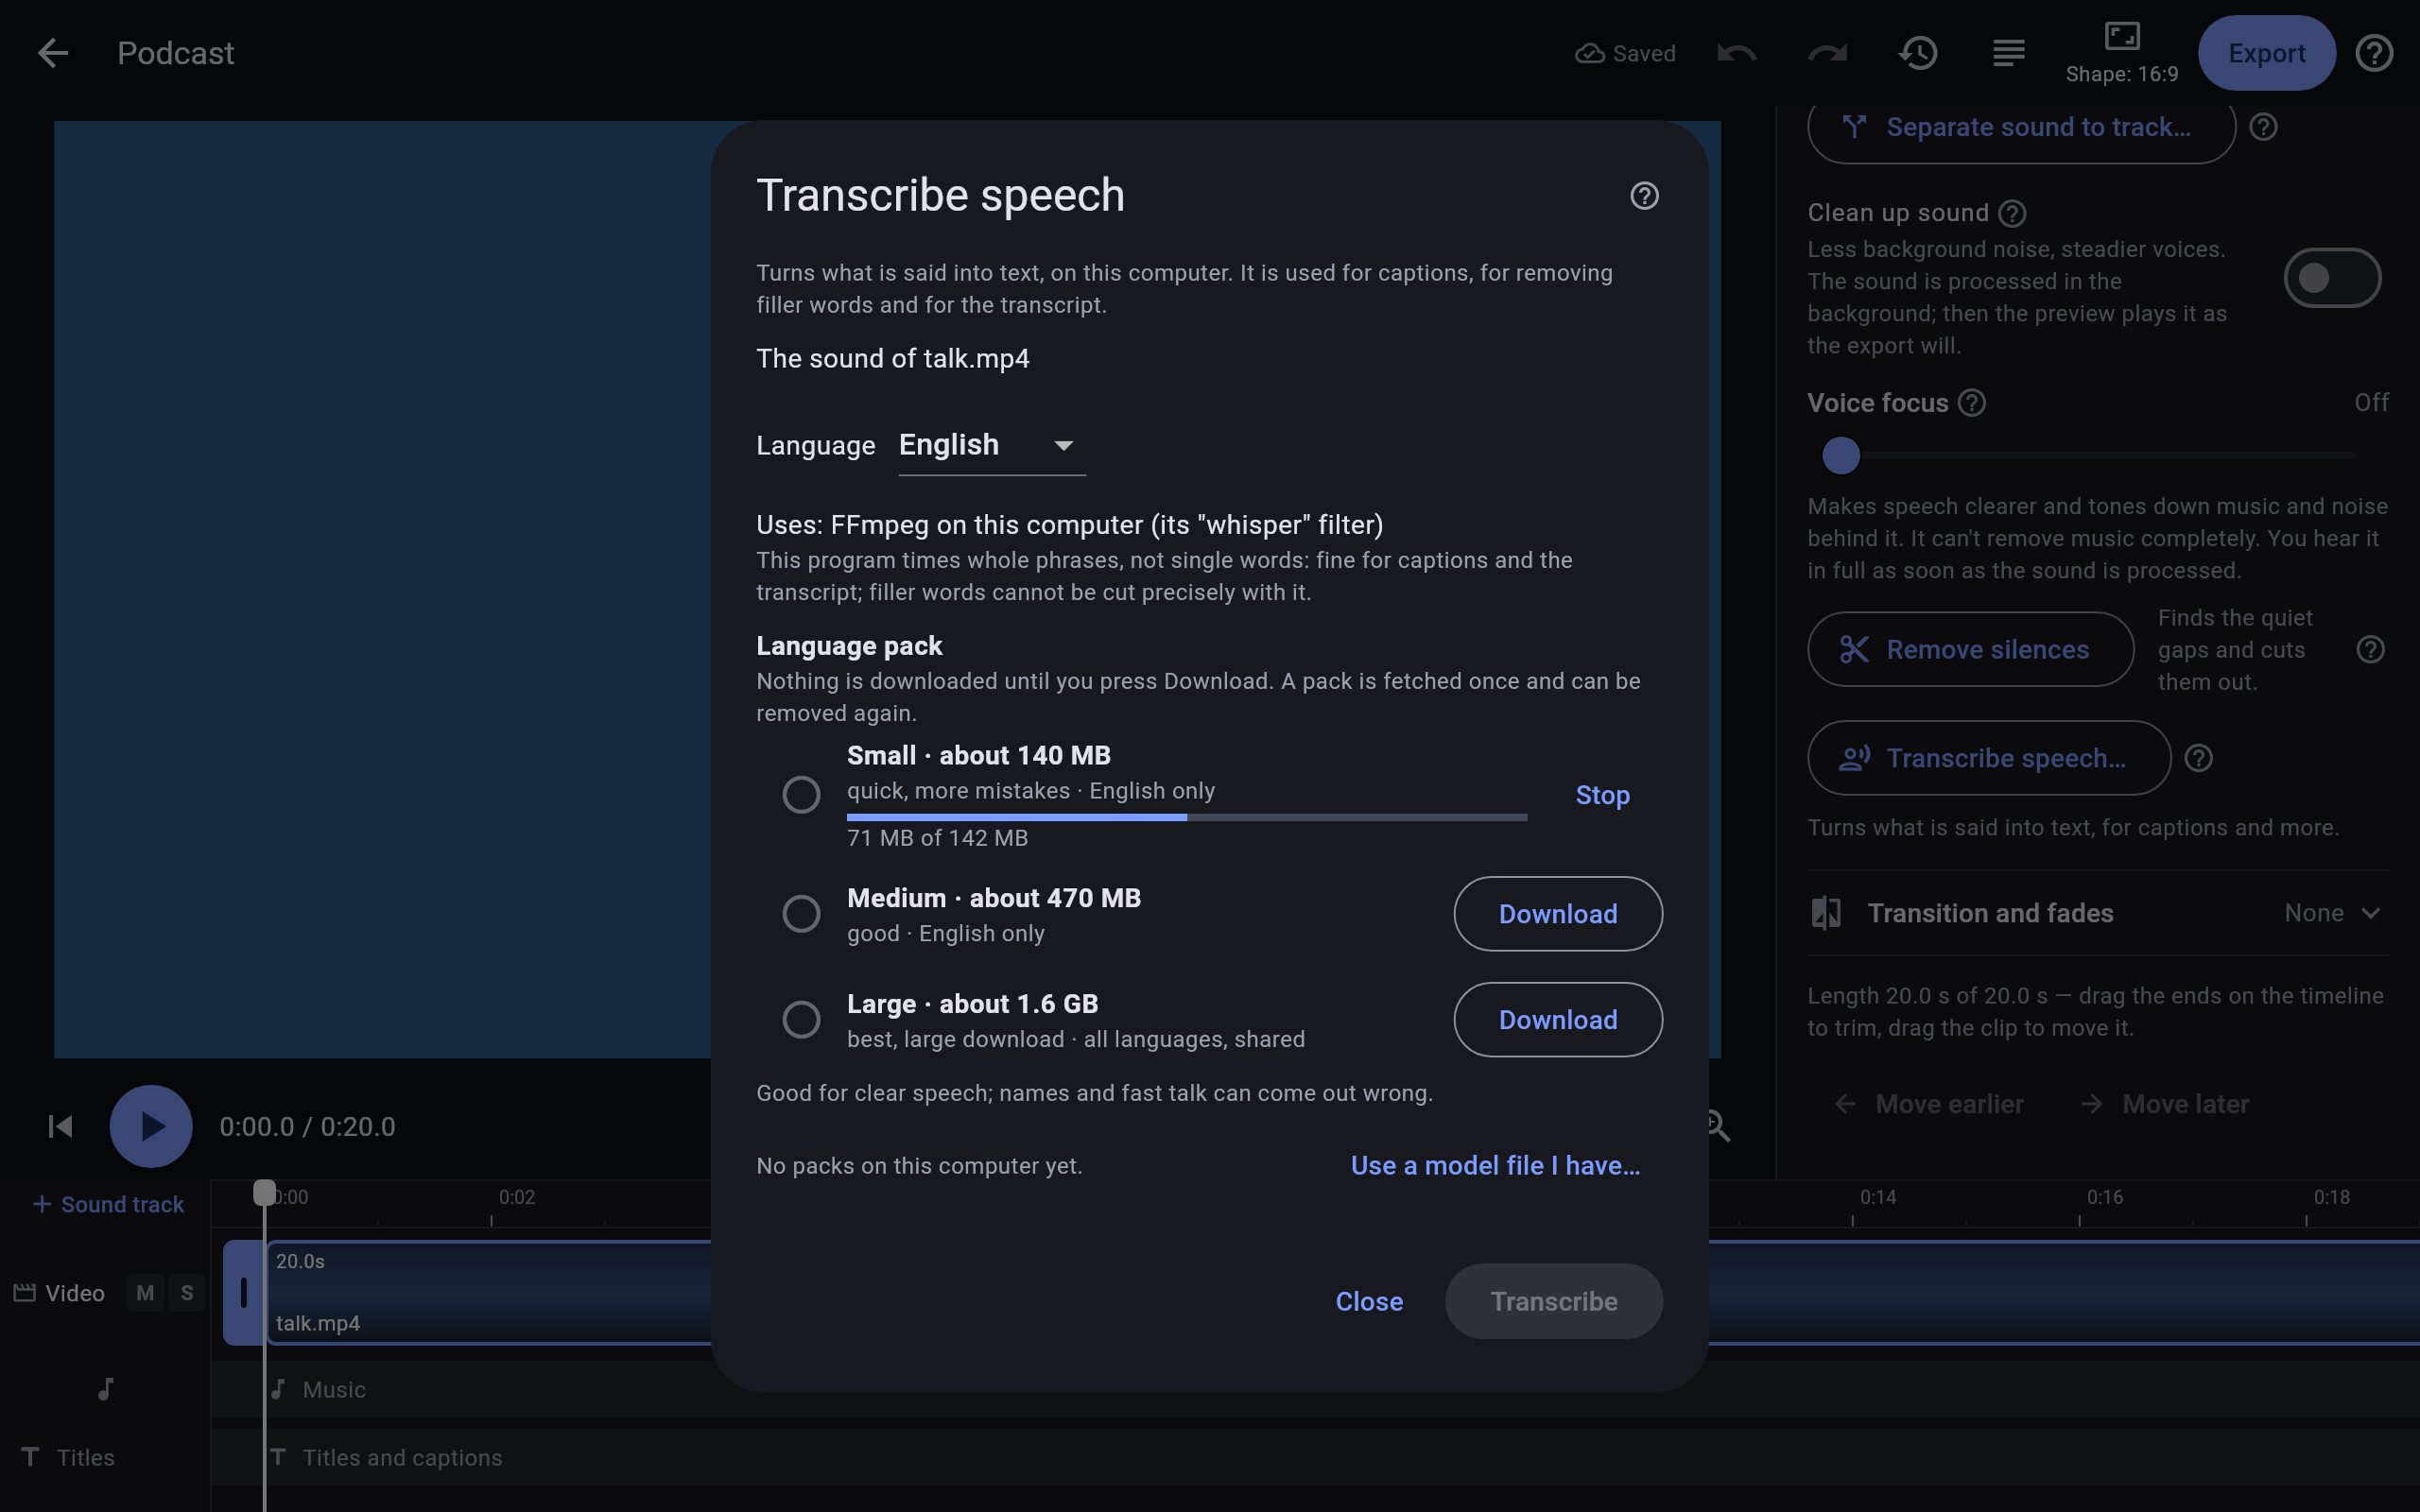 Podcast
Saved
Shape: 16:9
Export
Separate sound to track…
Clean up sound
Less background noise, steadier voices.
The sound is processed in the
background; then the preview plays it as
the export will.
Voice focus
Off
Makes speech clearer and tones down music and noise
behind it. It can't remove music completely. You hear it
in full as soon as the sound is processed.
Remove silences
Finds the quiet
gaps and cuts
them out.
Transcribe speech…
Turns what is said into text, for captions and more.
Transition and fades
None
Length 20.0 s of 20.0 s — drag the ends on the timeline
to trim, drag the clip to move it.
Move earlier
Move later
Transcribe speech
Turns what is said into text, on this computer. It is used for captions, for removing
filler words and for the transcript.
The sound of talk.mp4
Language English
Uses: FFmpeg on this computer (its "whisper" filter)
This program times whole phrases, not single words: fine for captions and the
transcript; filler words cannot be cut precisely with it.
Language pack
Nothing is downloaded until you press Download. A pack is fetched once and can be
removed again.
Small · about 140 MB
quick, more mistakes · English only
71 MB of 142 MB
Stop
Medium · about 470 MB
good · English only
Download
Large · about 1.6 GB
best, large download · all languages, shared
Download
Good for clear speech; names and fast talk can come out wrong.
No packs on this computer yet.
Use a model file I have…
Close
Transcribe
0:00.0 / 0:20.0
Sound track
0:00
0:02
0:14
0:16
0:18
Video M S
20.0s
talk.mp4
Music
Titles
Titles and captions